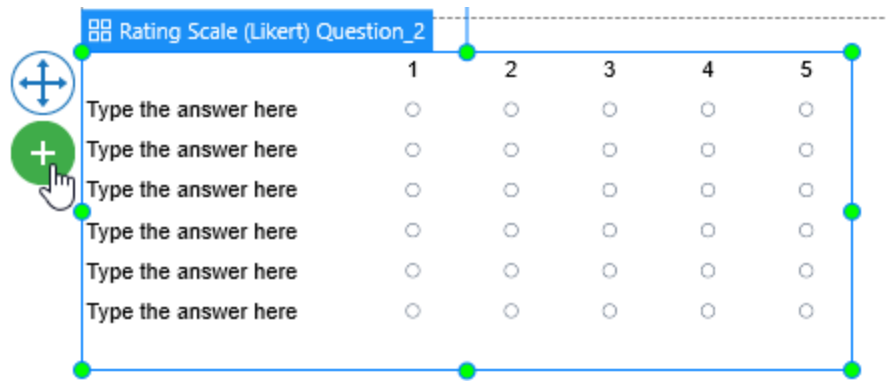 Rating Scale (Likert) Question_2
1 2 3 4 5
Type the answer here
Type the answer here
Type the answer here
Type the answer here
Type the answer here
Type the answer here